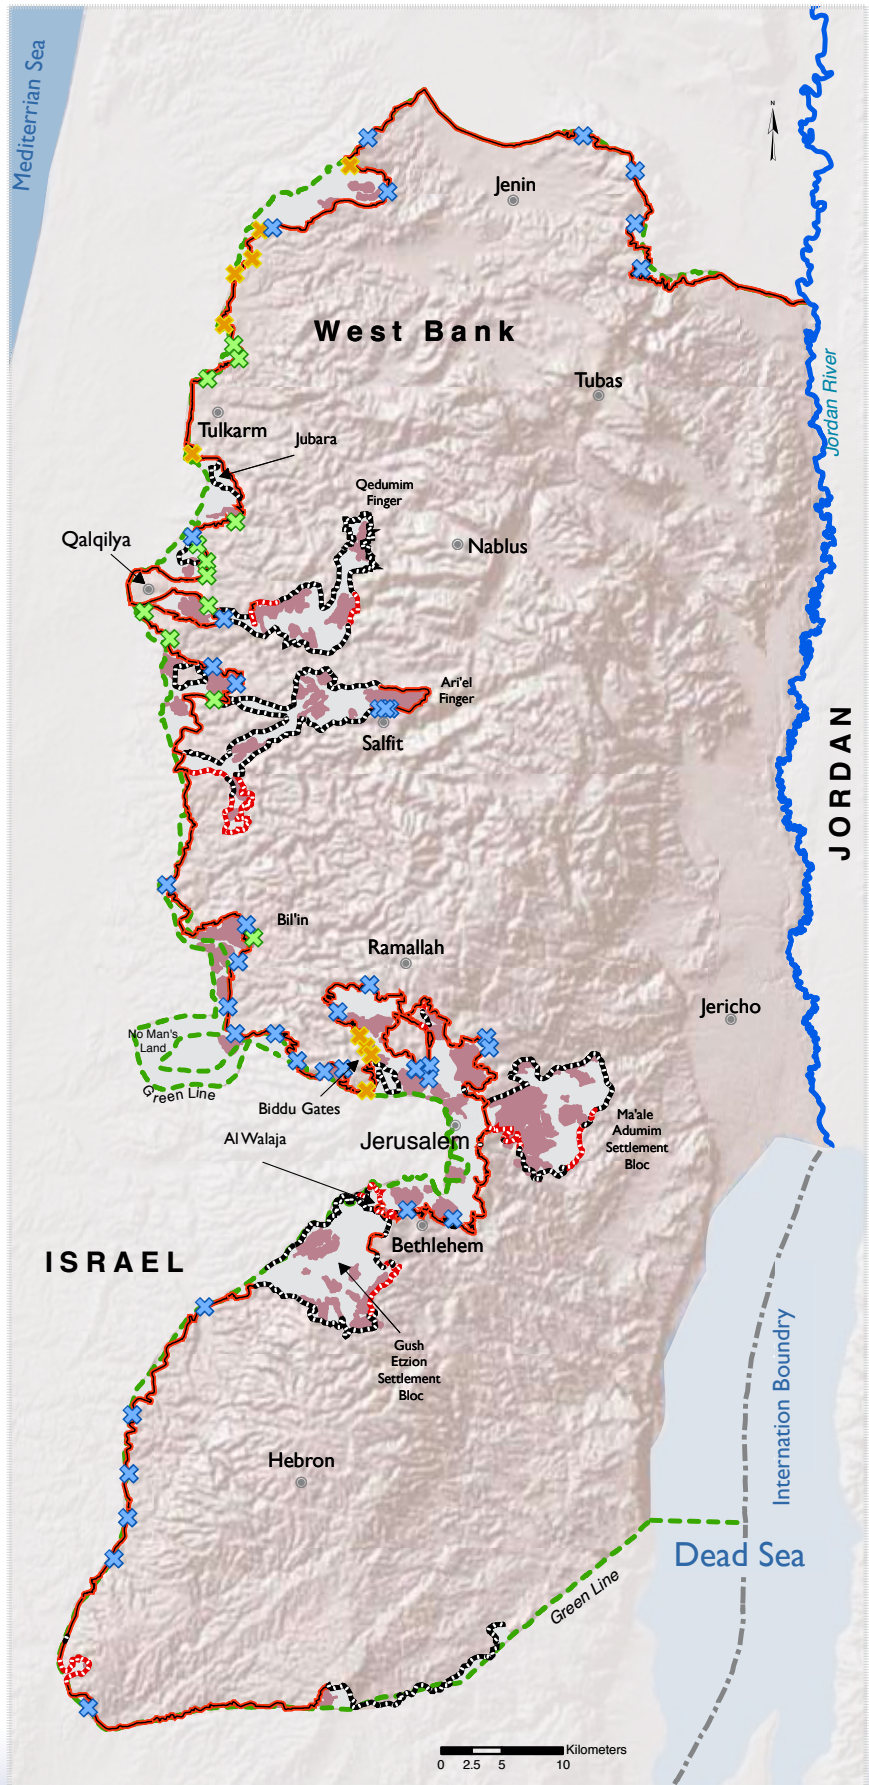 Mediterrian Sea
N
Jenin
West Bank
Tubas
Jordan River
Tulkarm
Jubara
Qedumim
Finger
Qalqilya
Nablus
Ari'el
Finger
Salfit
JORDAN
Bil'in
Ramallah
Jericho
No Man's
Land
Green Line
Biddu Gates
Ma'ale
Adumim
Settlement
Bloc
Al Walaja
Jerusalem
Bethlehem
ISRAEL
Gush
Etzion
Settlement
Bloc
Internation Boundry
Hebron
Dead Sea
Green Line
Kilometers
0 2.5 5 10